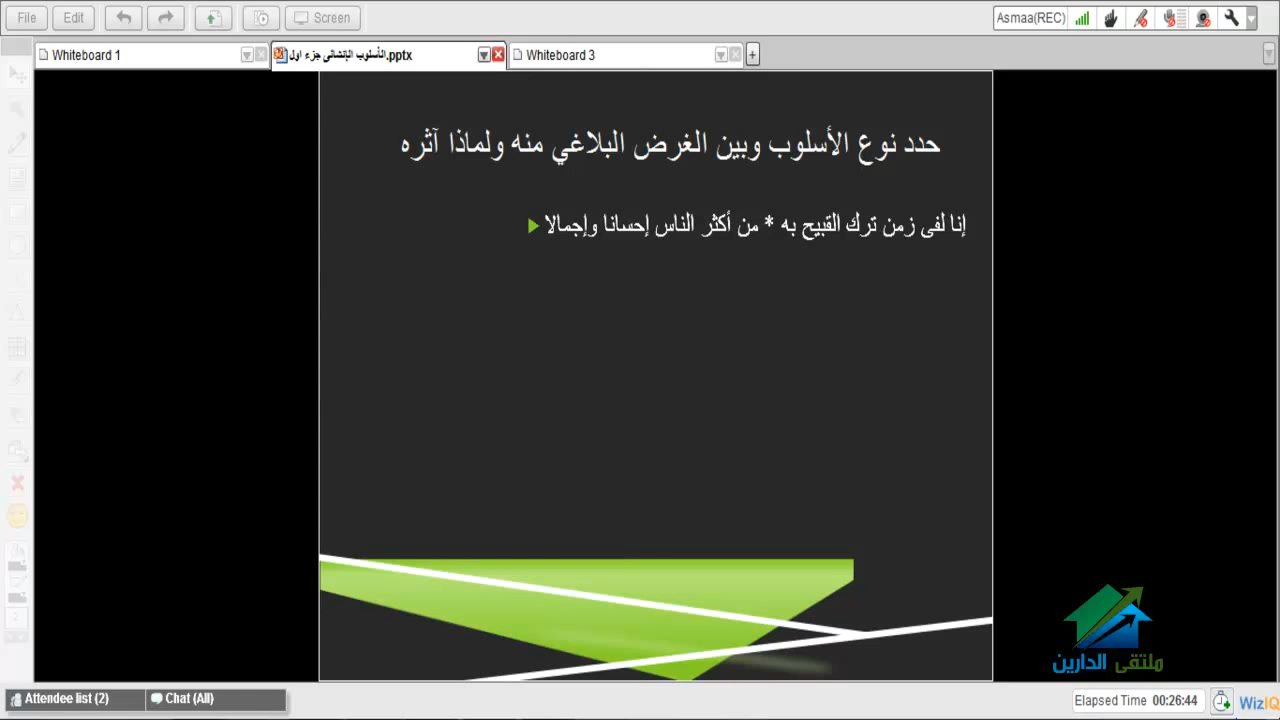 File Edit Screen Asmaa(REC)
Whiteboard 1 الأسلوب الإنشائى جزء اول.pptx Whiteboard 3
حدد نوع الأسلوب وبين الغرض البلاغي منه ولماذا آثره
إنا لفى زمن ترك القبيح به * من أكثر الناس إحسانا وإجمالا
ملتقى الدارين
Attendee list (2) Chat (All) Elapsed Time 00:26:44 WizIQ